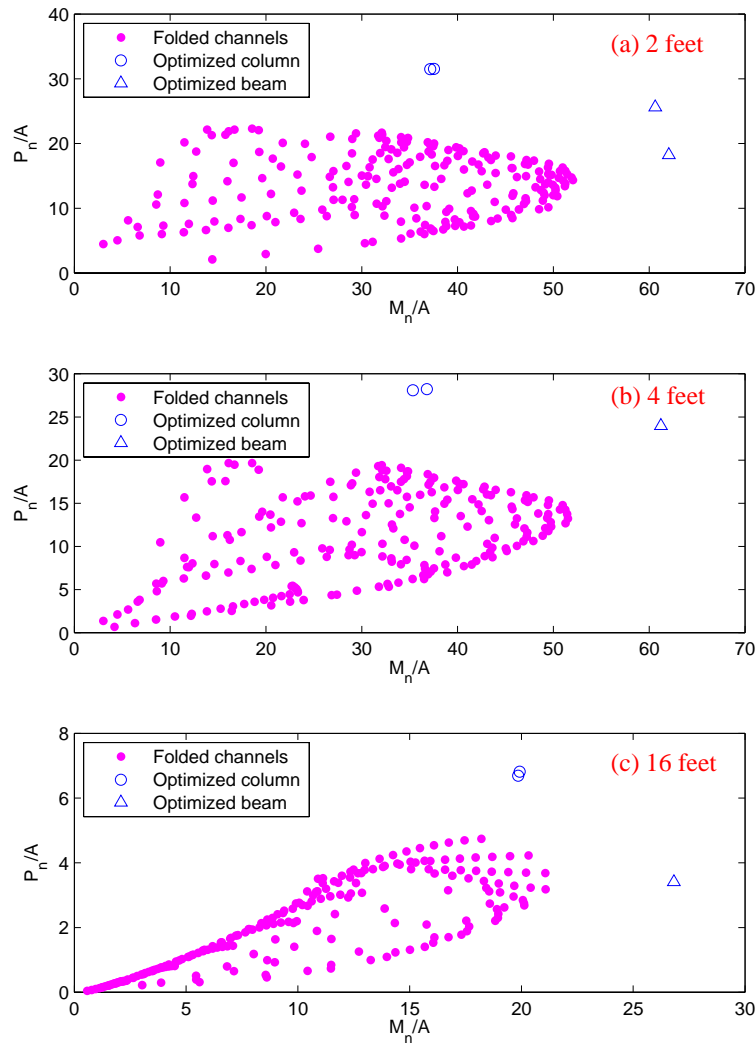 40
30
20
10
0
P_n/A
Folded channels
Optimized column
Optimized beam
(a) 2 feet
0 10 20 30 40 50 60 70
M_n/A
30
25
20
15
10
5
0
P_n/A
Folded channels
Optimized column
Optimized beam
(b) 4 feet
0 10 20 30 40 50 60 70
M_n/A
8
6
4
2
0
P_n/A
Folded channels
Optimized column
Optimized beam
(c) 16 feet
0 5 10 15 20 25 30
M_n/A